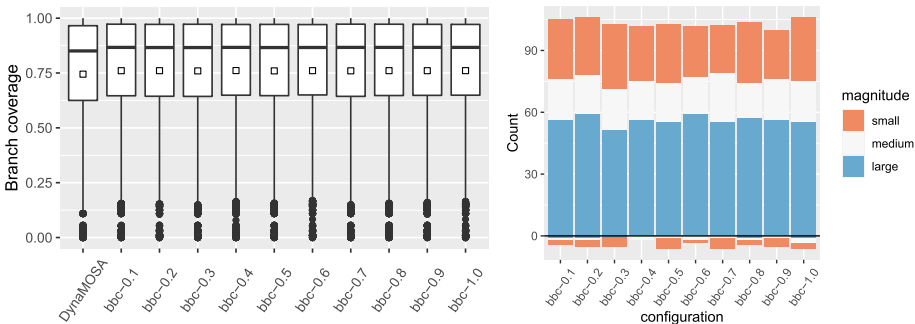 Branch coverage
1.00
0.75
0.50
0.25
0.00
DynaMOSA
bbc-0.1
bbc-0.2
bbc-0.3
bbc-0.4
bbc-0.5
bbc-0.6
bbc-0.7
bbc-0.8
bbc-0.9
bbc-1.0
Count
90
60
30
0
bbc-0.1
bbc-0.2
bbc-0.3
bbc-0.4
bbc-0.5
bbc-0.6
bbc-0.7
bbc-0.8
bbc-0.9
bbc-1.0
configuration
magnitude
small
medium
large